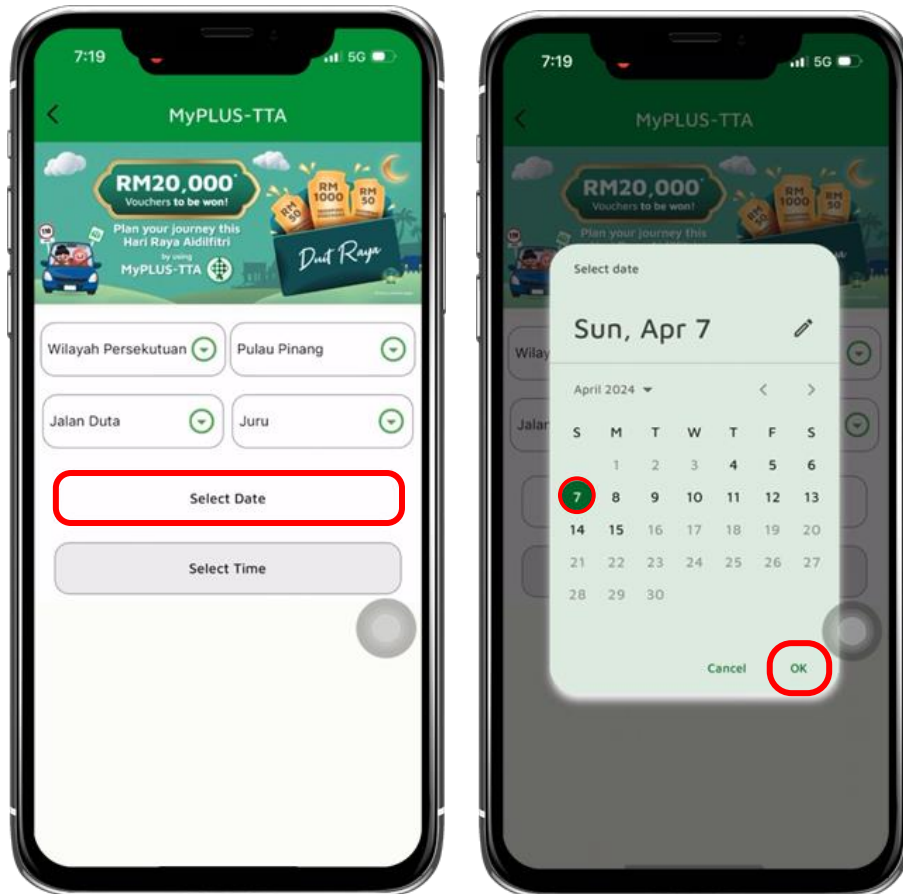 7:19
5G
MyPLUS-TTA
RM20,000*
Vouchers to be won!
Plan your journey this
Hari Raya Aidilfitri
by using
MyPLUS-TTA
RM
50
RM
1000
RM
50
Duit Raya
Wilayah Persekutuan
Pulau Pinang
Jalan Duta
Juru
Select Date
Select Time
7:19
5G
MyPLUS-TTA
RM20,000*
Vouchers to be won!
Plan your journey this
RM
1000
RM
50
Select date
Sun, Apr 7
Wilay
April 2024
Jalan
S M T W T F S
1 2 3 4 5 6
7 8 9 10 11 12 13
14 15 16 17 18 19 20
21 22 23 24 25 26 27
28 29 30
Cancel OK